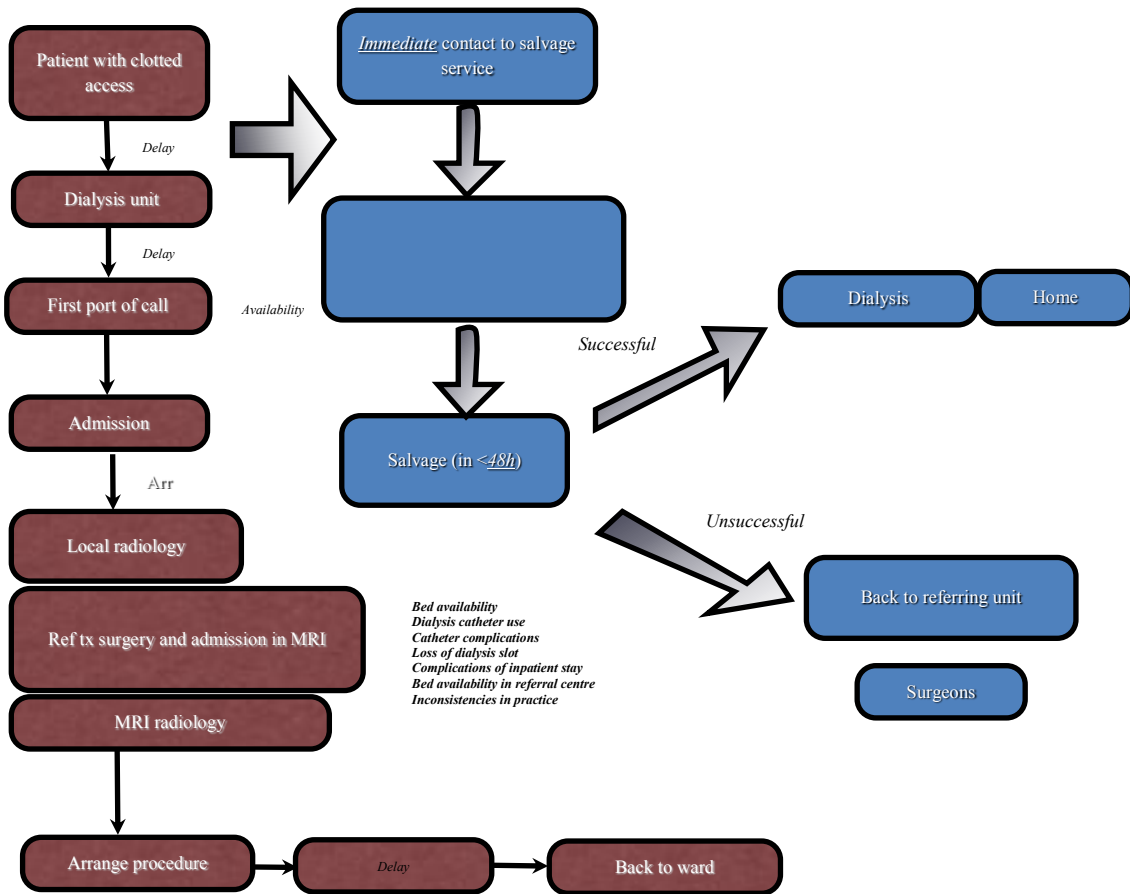 Patient with clotted
access
Delay
Dialysis unit
Delay
First port of call
Availability
Admission
Arr
Local radiology
Ref tx surgery and admission in MRI
MRI radiology
Arrange procedure
Delay
Back to ward
Immediate contact to salvage
service
Salvage (in <48h)
Successful
Dialysis
Home
Unsuccessful
Back to referring unit
Surgeons
Bed availability
Dialysis catheter use
Catheter complications
Loss of dialysis slot
Complications of inpatient stay
Bed availability in referral centre
Inconsistencies in practice